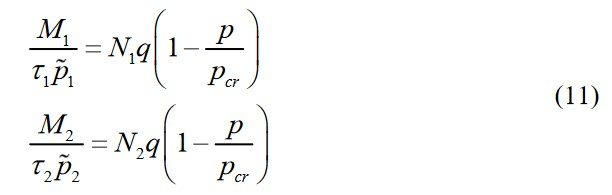 M₁/(τ₁p̃₁) = N₁q(1 − p/p_cr)
(11)
M₂/(τ₂p̃₂) = N₂q(1 − p/p_cr)